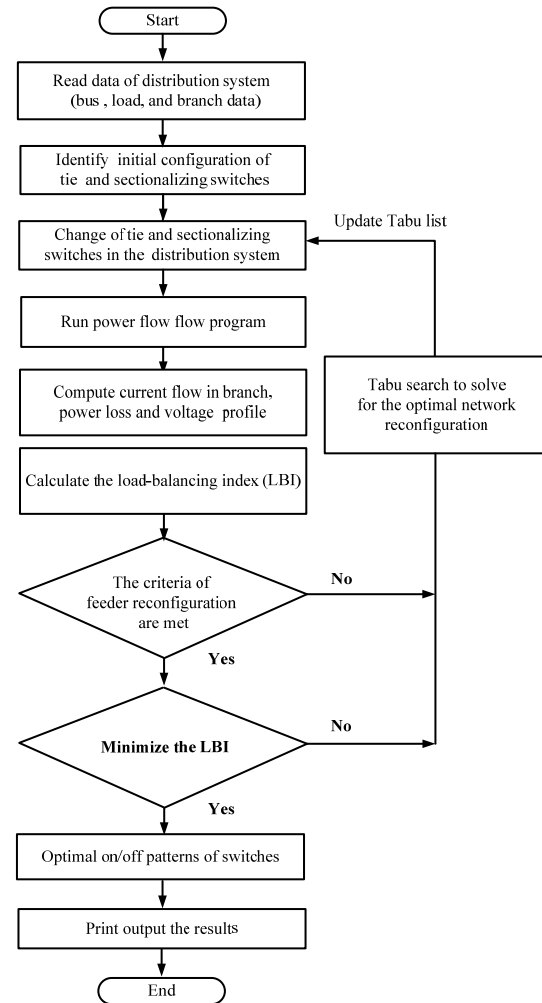 Start
Read data of distribution system
(bus , load, and branch data)
Identify initial configuration of
tie and sectionalizing switches
Update Tabu list
Change of tie and sectionalizing
switches in the distribution system
Run power flow flow program
Compute current flow in branch,
power loss and voltage profile
Tabu search to solve
for the optimal network
reconfiguration
Calculate the load-balancing index (LBI)
The criteria of
feeder reconfiguration
are met
No
Yes
Minimize the LBI
No
Yes
Optimal on/off patterns of switches
Print output the results
End